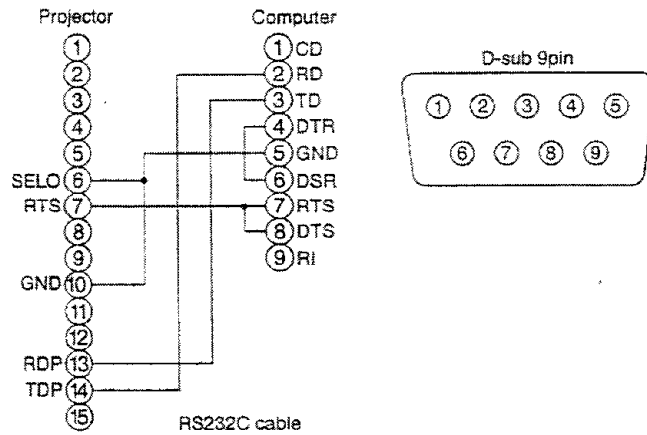 Projector
1
2
3
4
5
SELO 6
RTS 7
8
9
GND 10
11
12
RDP 13
TDP 14
15
Computer
1 CD
2 RD
3 TD
4 DTR
5 GND
6 DSR
7 RTS
8 DTS
9 RI
RS232C cable
D-sub 9pin
1 2 3 4 5
6 7 8 9